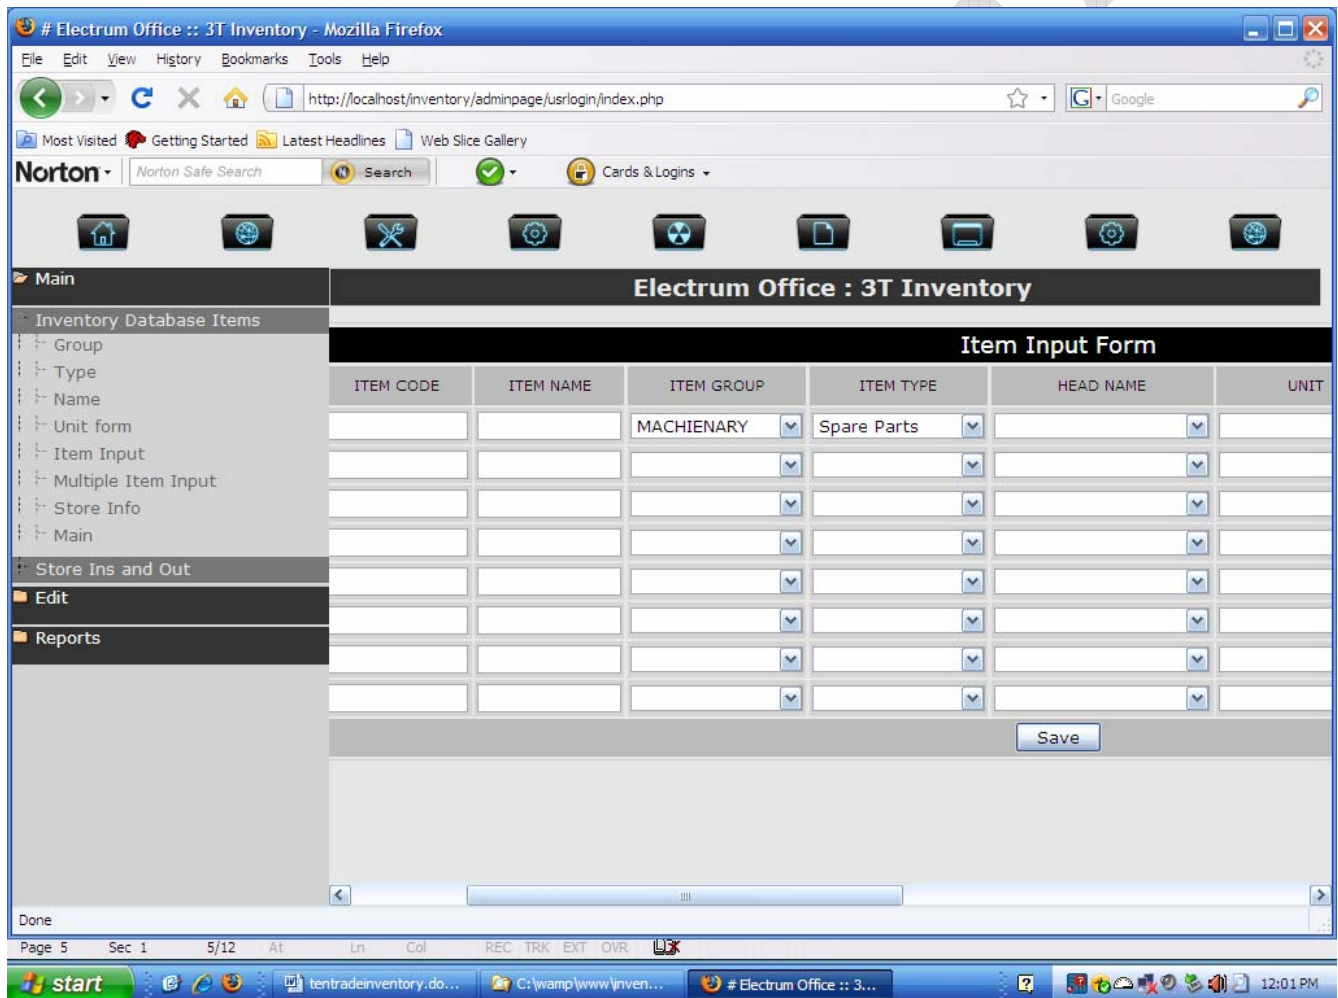 # Electrum Office :: 3T Inventory - Mozilla Firefox
File Edit View History Bookmarks Tools Help
http://localhost/inventory/adminpage/usrlogin/index.php
G Google
Most Visited Getting Started Latest Headlines Web Slice Gallery
Norton Norton Safe Search Search Cards & Logins
Main
Electrum Office : 3T Inventory
Inventory Database Items
Group
Type
Name
Unit form
Item Input
Multiple Item Input
Store Info
Main
Store Ins and Out
Edit
Reports
Item Input Form
ITEM CODE ITEM NAME ITEM GROUP ITEM TYPE HEAD NAME UNIT
MACHIENARY Spare Parts
Save
Done
Page 5 Sec 1 5/12 At Ln Col REC TRK EXT OVR
start tentradeinventory.do... C:\wamp\www\inven... # Electrum Office :: 3... 12:01 PM